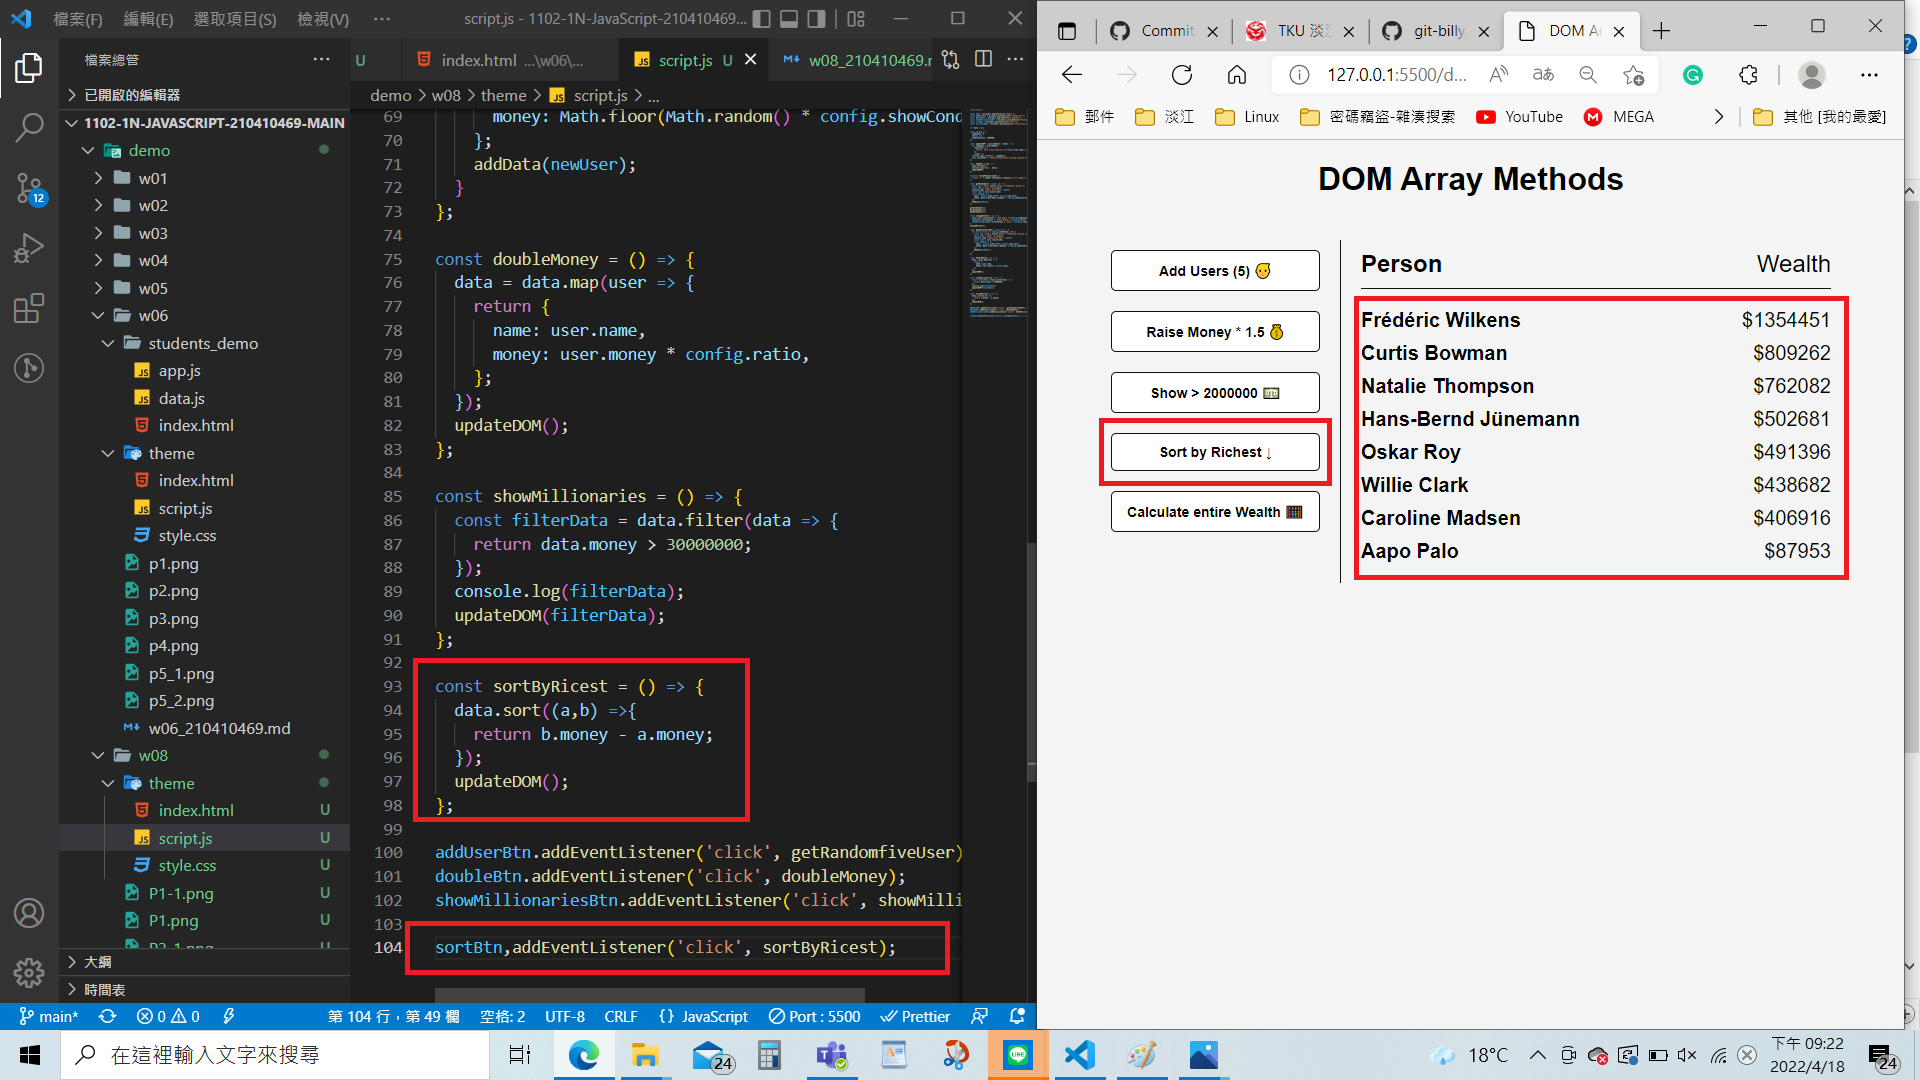 檔案(F)
編輯(E)
選取項目(S)
檢視(V)
···
script.js - 1102-1N-JavaScript-210410469...
檔案總管
···
已開啟的編輯器
1102-1N-JAVASCRIPT-210410469-MAIN
demo
w01
w02
w03
w04
w05
w06
students_demo
app.js
data.js
index.html
theme
index.html
script.js
style.css
p1.png
p2.png
p3.png
p4.png
p5_1.png
p5_2.png
w06_210410469.md
w08
theme
index.html U
script.js U
style.css U
P1-1.png U
P1.png U
P2-1.png U
大綱
時間表
12
U
index.html ...\w06\...
script.js U
w08_210410469.r
···
demo > w08 > theme > script.js > ...
69 money: Math.floor(Math.random() * config.showCond
70 };
71 addData(newUser);
72 }
73 };
74
75 const doubleMoney = () => {
76 data = data.map(user => {
77 return {
78 name: user.name,
79 money: user.money * config.ratio,
80 };
81 });
82 updateDOM();
83 };
84
85 const showMillionaries = () => {
86 const filterData = data.filter(data => {
87 return data.money > 30000000;
88 });
89 console.log(filterData);
90 updateDOM(filterData);
91 };
92
93 const sortByRicest = () => {
94 data.sort((a,b) =>{
95 return b.money - a.money;
96 });
97 updateDOM();
98 };
99
100 addUserBtn.addEventListener('click', getRandomfiveUser)
101 doubleBtn.addEventListener('click', doubleMoney);
102 showMillionariesBtn.addEventListener('click', showMilli
103
104 sortBtn,addEventListener('click', sortByRicest);
main*
0
0
第 104 行，第 49 欄
空格: 2
UTF-8
CRLF
{} JavaScript
Port : 5500
Prettier
Commit
TKU 淡江
git-billy,
DOM Ar
127.0.0.1:5500/d...
郵件
淡江
Linux
密碼竊盜-雜湊搜索
YouTube
MEGA
其他 [我的最愛]
DOM Array Methods
Add Users (5)
Raise Money * 1.5
Show > 2000000
Sort by Richest ↓
Calculate entire Wealth
Person Wealth
Frédéric Wilkens $1354451
Curtis Bowman $809262
Natalie Thompson $762082
Hans-Bernd Jünemann $502681
Oskar Roy $491396
Willie Clark $438682
Caroline Madsen $406916
Aapo Palo $87953
在這裡輸入文字來搜尋
24
18°C
下午 09:22
2022/4/18
24